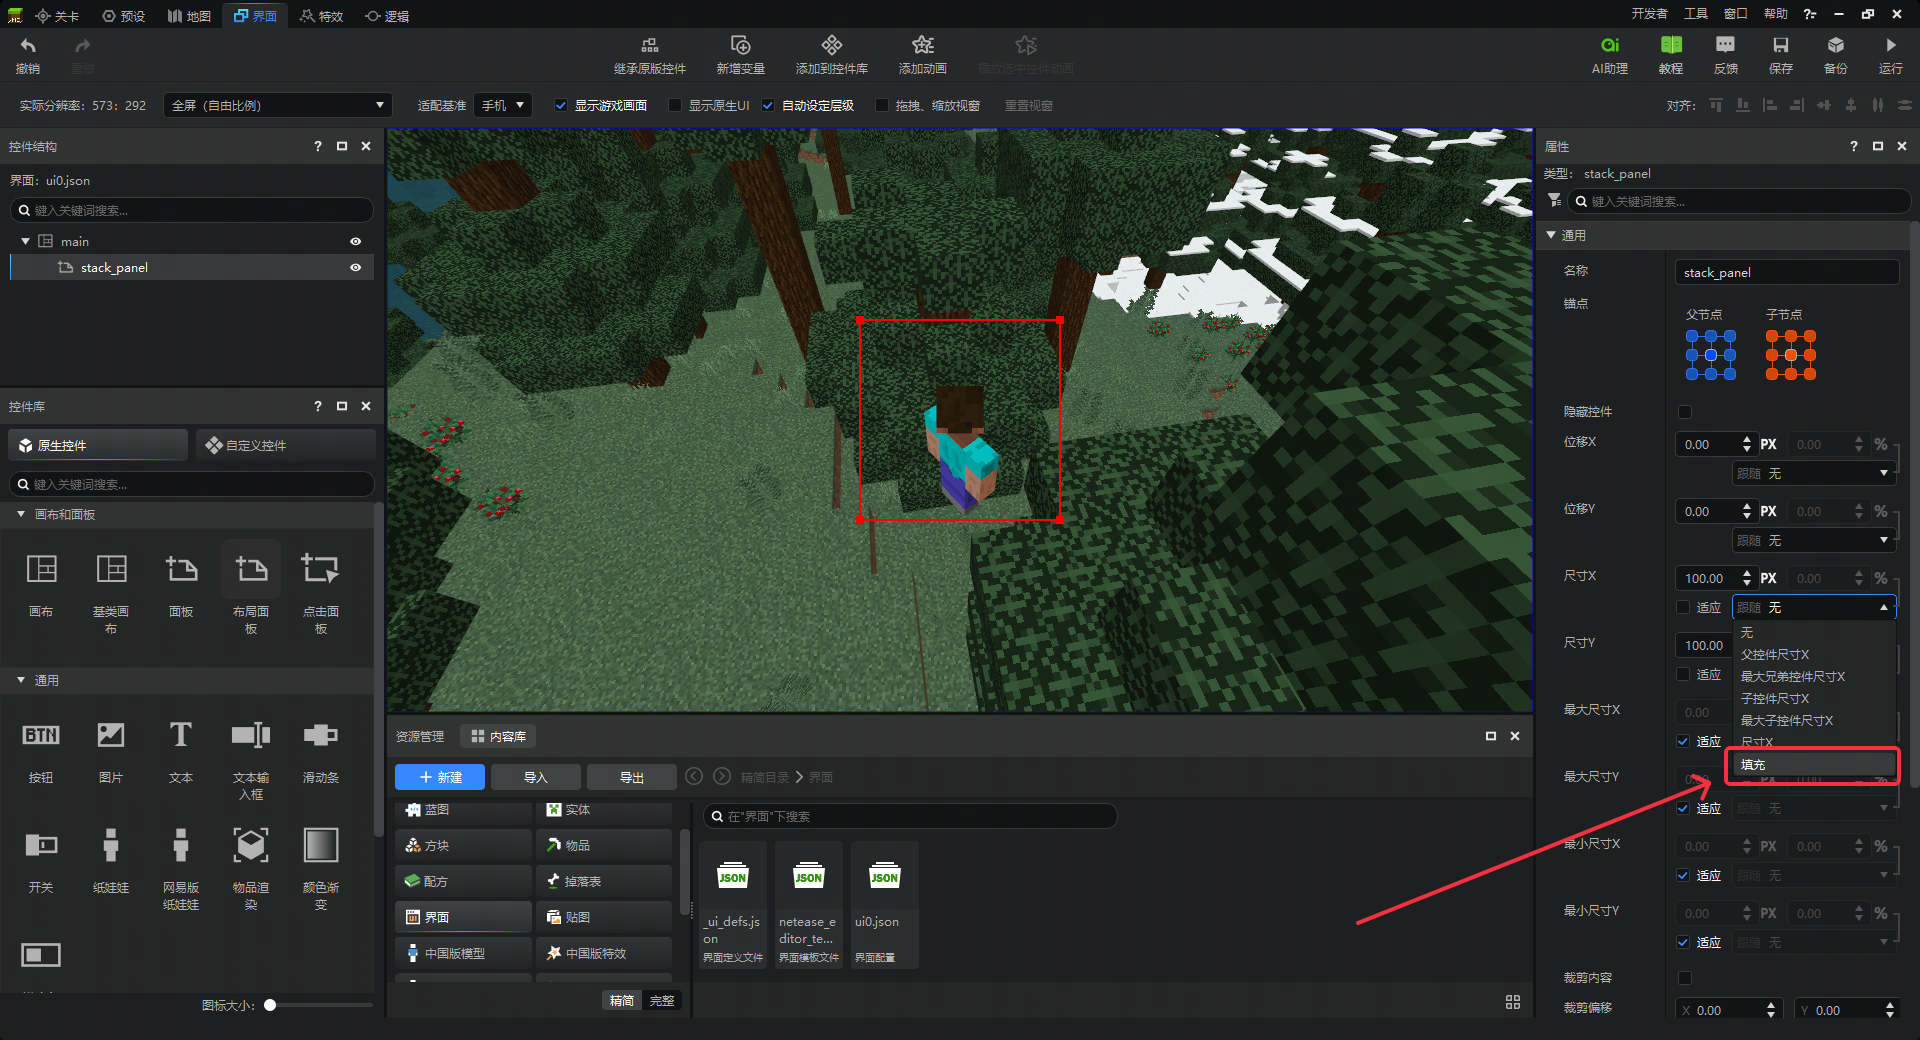 关卡
预设
地图
界面
特效
逻辑
开发者
工具
窗口
帮助
撤销
重做
继承原版控件
新增变量
添加到控件库
添加动画
播放选中控件动画
AI助理
教程
反馈
保存
备份
运行
实际分辨率：573：292
全屏（自由比例）
适配基准
手机
显示游戏画面
显示原生UI
自动设定层级
拖拽、缩放视窗
重置视窗
对齐：
控件结构
界面：ui0.json
键入关键词搜索...
main
stack_panel
控件库
原生控件
自定义控件
键入关键词搜索...
画布和面板
画布
基类画布
面板
布局面板
点击面板
通用
BTN
按钮
图片
T
文本
文本输入框
滑动条
开关
纸娃娃
网易版纸娃娃
物品渲染
颜色渐变
图标大小：
资源管理
内容库
新建
导入
导出
精简目录 > 界面
蓝图
实体
方块
物品
配方
掉落表
界面
贴图
中国版模型
中国版特效
精简
完整
在"界面"下搜索
JSON
_ui_defs.json
界面定义文件
JSON
netease_editor_te...
界面模板文件
JSON
ui0.json
界面配置
属性
类型： stack_panel
键入关键词搜索...
通用
名称
stack_panel
锚点
父节点
子节点
隐藏控件
位移X
0.00 PX 0.00 %
跟随 无
位移Y
0.00 PX 0.00 %
跟随 无
尺寸X
100.00 PX 0.00 %
适应
跟随 无
无
父控件尺寸X
最大兄弟控件尺寸X
子控件尺寸X
最大子控件尺寸X
尺寸X
填充
尺寸Y
100.00
适应
最大尺寸X
0.00
适应
最大尺寸Y
0.00 PX 0.00 %
适应
跟随 无
最小尺寸X
0.00 PX 0.00 %
适应
跟随 无
最小尺寸Y
0.00 PX 0.00 %
适应
跟随 无
裁剪内容
裁剪偏移
X 0.00
Y 0.00